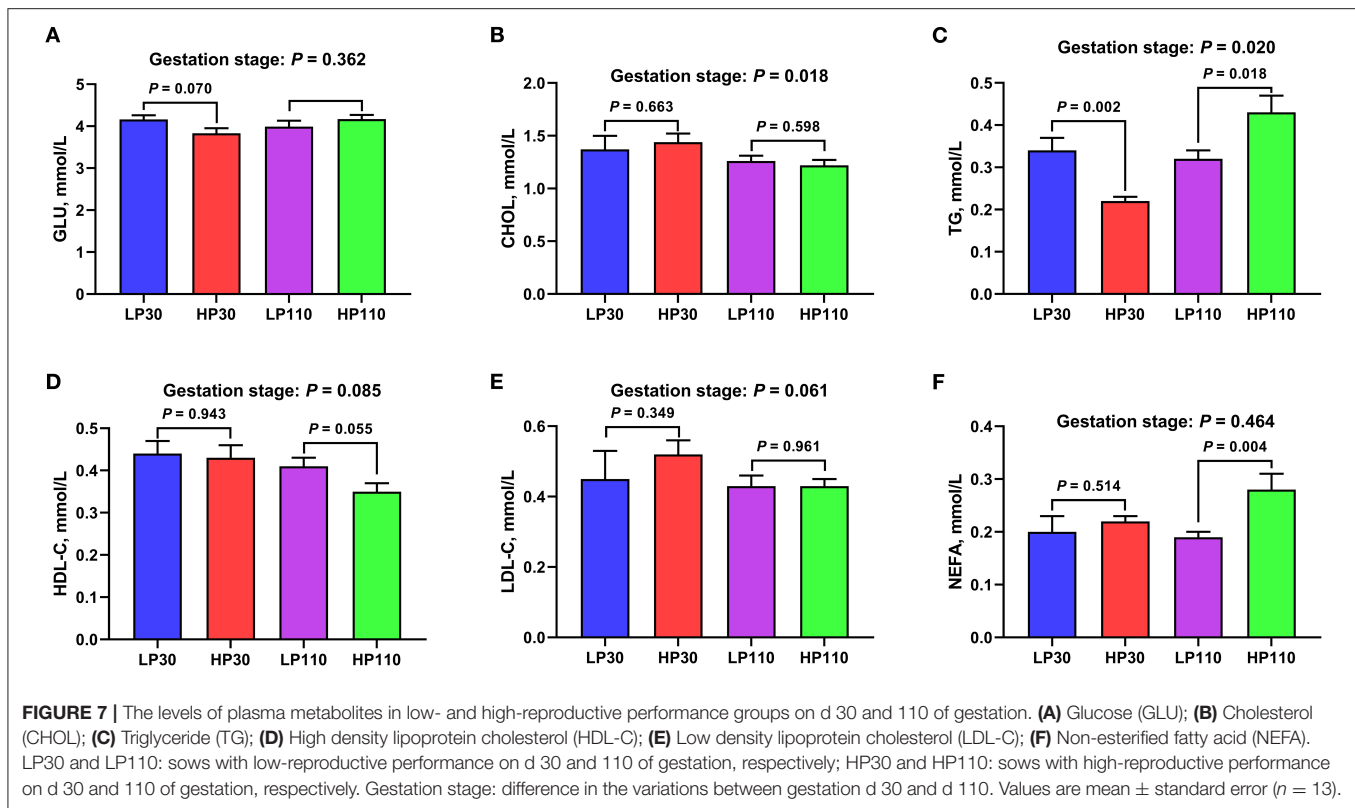 A
Gestation stage: P = 0.362
P = 0.070
GLU, mmol/L
5
4
3
2
1
0
LP30 HP30 LP110 HP110
B
Gestation stage: P = 0.018
P = 0.663
P = 0.598
CHOL, mmol/L
2.0
1.5
1.0
0.5
0.0
LP30 HP30 LP110 HP110
C
Gestation stage: P = 0.020
P = 0.018
P = 0.002
TG, mmol/L
0.5
0.4
0.3
0.2
0.1
0.0
LP30 HP30 LP110 HP110
D
Gestation stage: P = 0.085
P = 0.943
P = 0.055
HDL-C, mmol/L
0.5
0.4
0.3
0.2
0.1
0.0
LP30 HP30 LP110 HP110
E
Gestation stage: P = 0.061
P = 0.349
P = 0.961
LDL-C, mmol/L
0.6
0.4
0.2
0.0
LP30 HP30 LP110 HP110
F
Gestation stage: P = 0.464
P = 0.004
P = 0.514
NEFA, mmol/L
0.4
0.3
0.2
0.1
0.0
LP30 HP30 LP110 HP110
FIGURE 7 | The levels of plasma metabolites in low- and high-reproductive performance groups on d 30 and 110 of gestation. (A) Glucose (GLU); (B) Cholesterol
(CHOL); (C) Triglyceride (TG); (D) High density lipoprotein cholesterol (HDL-C); (E) Low density lipoprotein cholesterol (LDL-C); (F) Non-esterified fatty acid (NEFA).
LP30 and LP110: sows with low-reproductive performance on d 30 and 110 of gestation, respectively; HP30 and HP110: sows with high-reproductive performance
on d 30 and 110 of gestation, respectively. Gestation stage: difference in the variations between gestation d 30 and d 110. Values are mean ± standard error (n = 13).